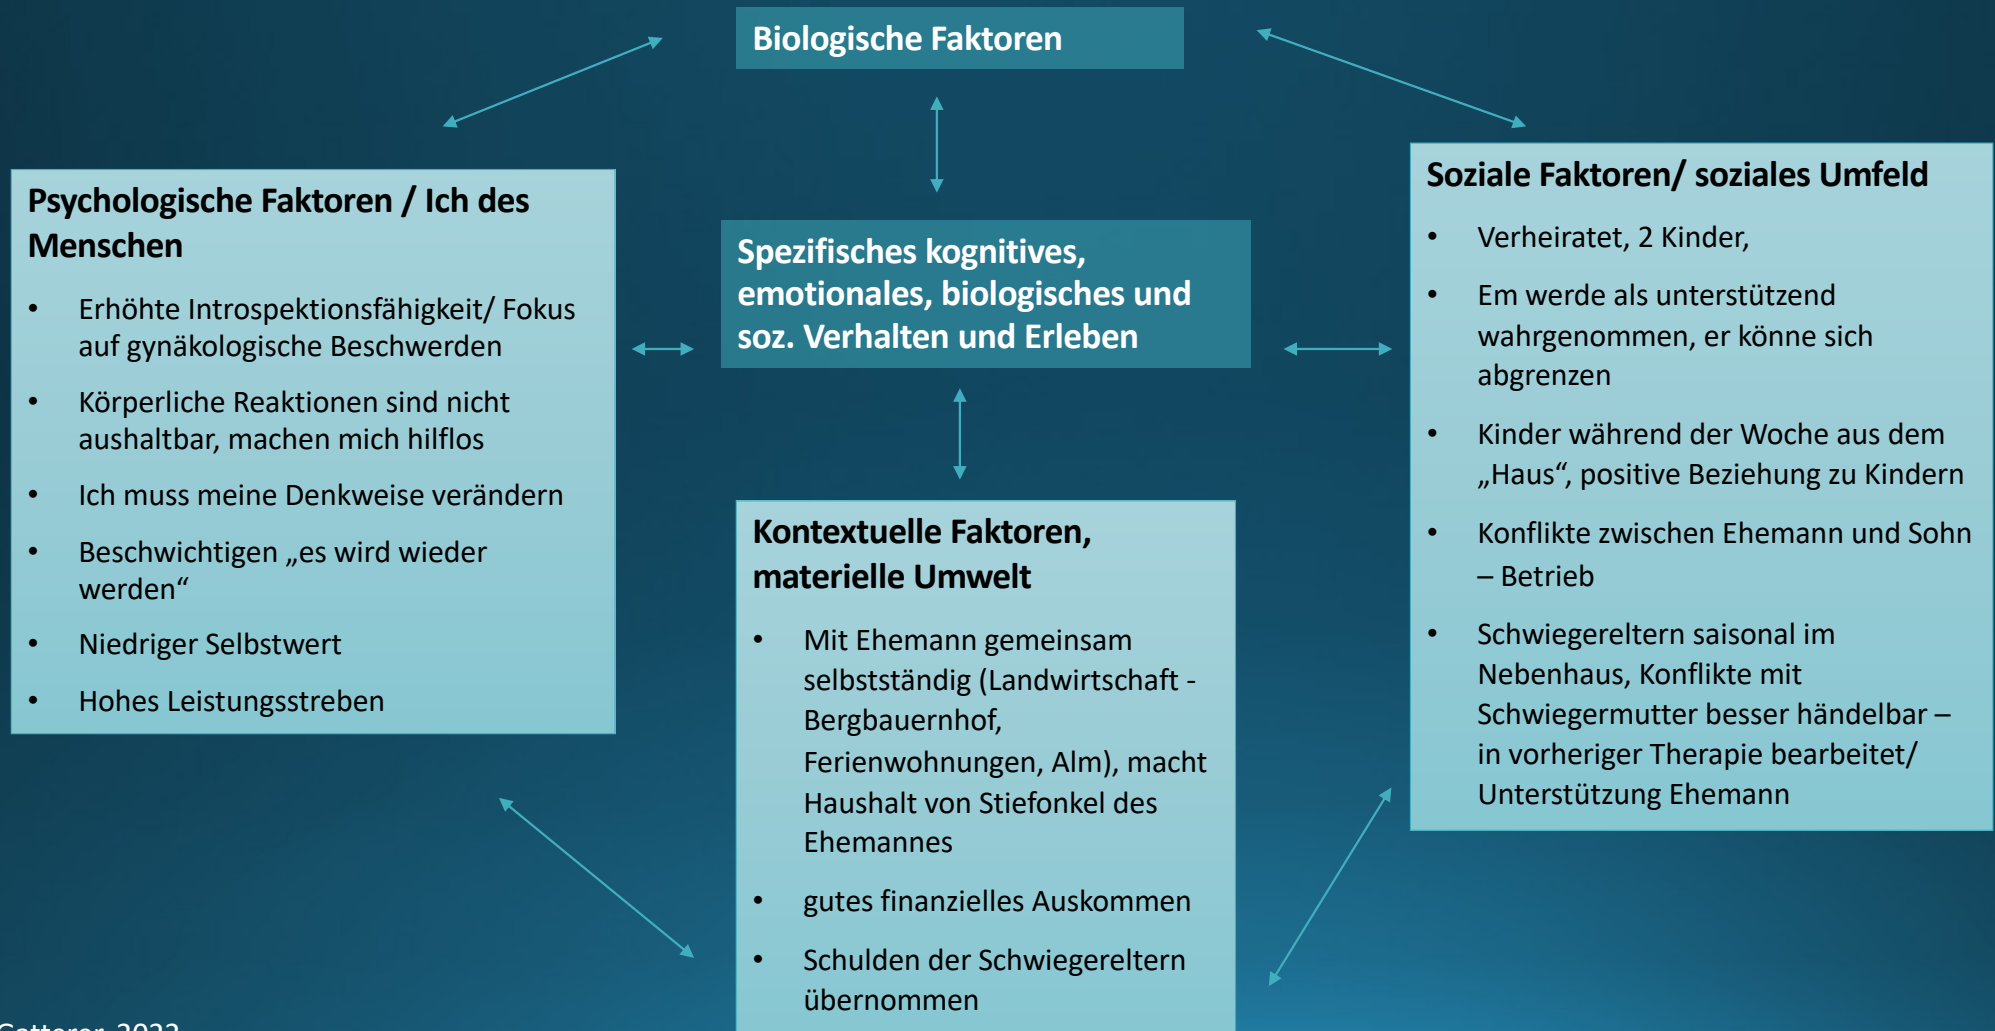 Biologische Faktoren
Psychologische Faktoren / Ich des
Menschen
• Erhöhte Introspektionsfähigkeit/ Fokus
auf gynäkologische Beschwerden
• Körperliche Reaktionen sind nicht
aushaltbar, machen mich hilflos
• Ich muss meine Denkweise verändern
• Beschwichtigen „es wird wieder
werden“
• Niedriger Selbstwert
• Hohes Leistungsstreben
Spezifisches kognitives,
emotionales, biologisches und
soz. Verhalten und Erleben
Kontextuelle Faktoren,
materielle Umwelt
• Mit Ehemann gemeinsam
selbstständig (Landwirtschaft -
Bergbauernhof,
Ferienwohnungen, Alm), macht
Haushalt von Stiefonkel des
Ehemannes
• gutes finanzielles Auskommen
• Schulden der Schwiegereltern
übernommen
Soziale Faktoren/ soziales Umfeld
• Verheiratet, 2 Kinder,
• Em werde als unterstützend
wahrgenommen, er könne sich
abgrenzen
• Kinder während der Woche aus dem
„Haus“, positive Beziehung zu Kindern
• Konflikte zwischen Ehemann und Sohn
– Betrieb
• Schwiegereltern saisonal im
Nebenhaus, Konflikte mit
Schwiegermutter besser händelbar –
in vorheriger Therapie bearbeitet/
Unterstützung Ehemann